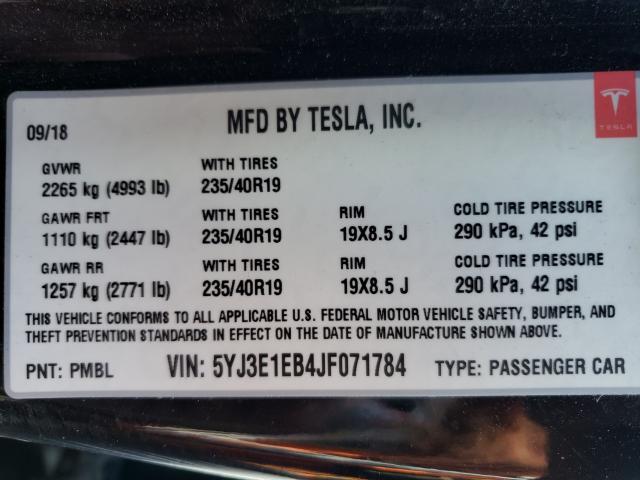 TESLA
09/18 MFD BY TESLA, INC.
GVWR WITH TIRES
2265 kg (4993 lb) 235/40R19
GAWR FRT WITH TIRES RIM COLD TIRE PRESSURE
1110 kg (2447 lb) 235/40R19 19X8.5 J 290 kPa, 42 psi
GAWR RR WITH TIRES RIM COLD TIRE PRESSURE
1257 kg (2771 lb) 235/40R19 19X8.5 J 290 kPa, 42 psi
THIS VEHICLE CONFORMS TO ALL APPLICABLE U.S. FEDERAL MOTOR VEHICLE SAFETY, BUMPER, AND
THEFT PREVENTION STANDARDS IN EFFECT ON THE DATE OF MANUFACTURE SHOWN ABOVE.
PNT: PMBL VIN: 5YJ3E1EB4JF071784 TYPE: PASSENGER CAR